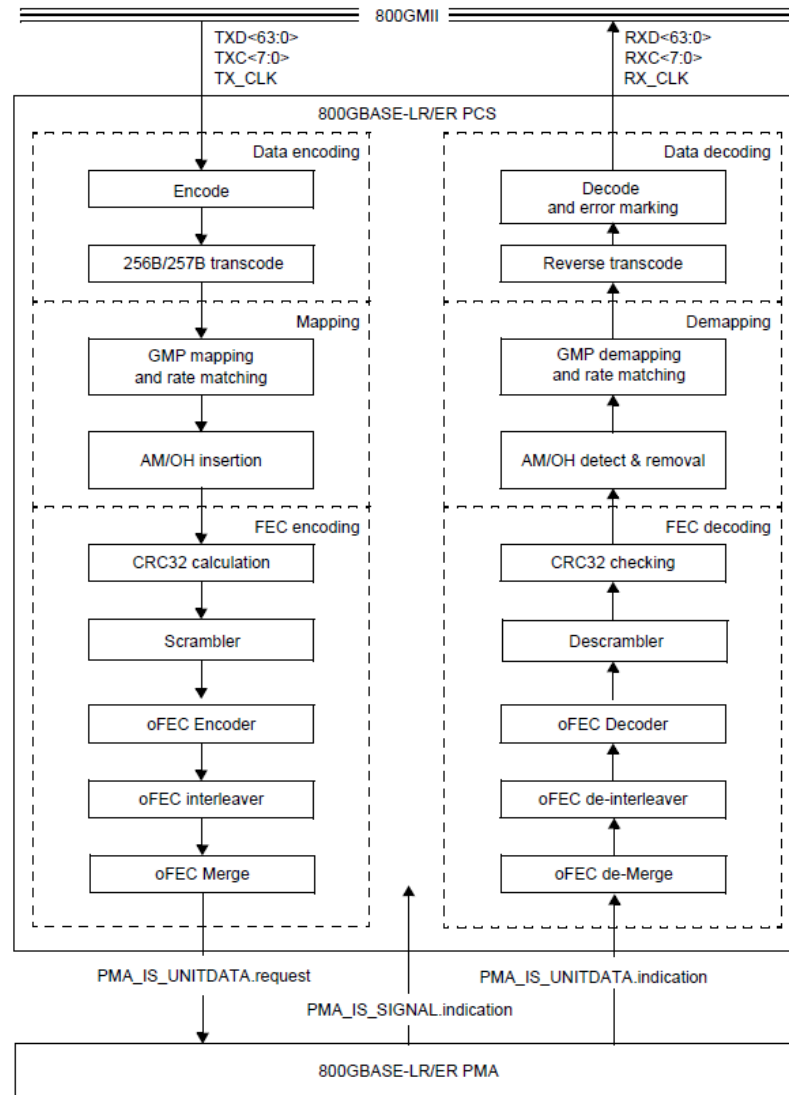 800GMII
TXD<63:0>
TXC<7:0>
TX_CLK
RXD<63:0>
RXC<7:0>
RX_CLK
800GBASE-LR/ER PCS
Data encoding
Encode
256B/257B transcode
Mapping
GMP mapping
and rate matching
AM/OH insertion
FEC encoding
CRC32 calculation
Scrambler
oFEC Encoder
oFEC interleaver
oFEC Merge
Data decoding
Decode
and error marking
Reverse transcode
Demapping
GMP demapping
and rate matching
AM/OH detect & removal
FEC decoding
CRC32 checking
Descrambler
oFEC Decoder
oFEC de-interleaver
oFEC de-Merge
PMA_IS_UNITDATA.request
PMA_IS_SIGNAL.indication
PMA_IS_UNITDATA.indication
800GBASE-LR/ER PMA